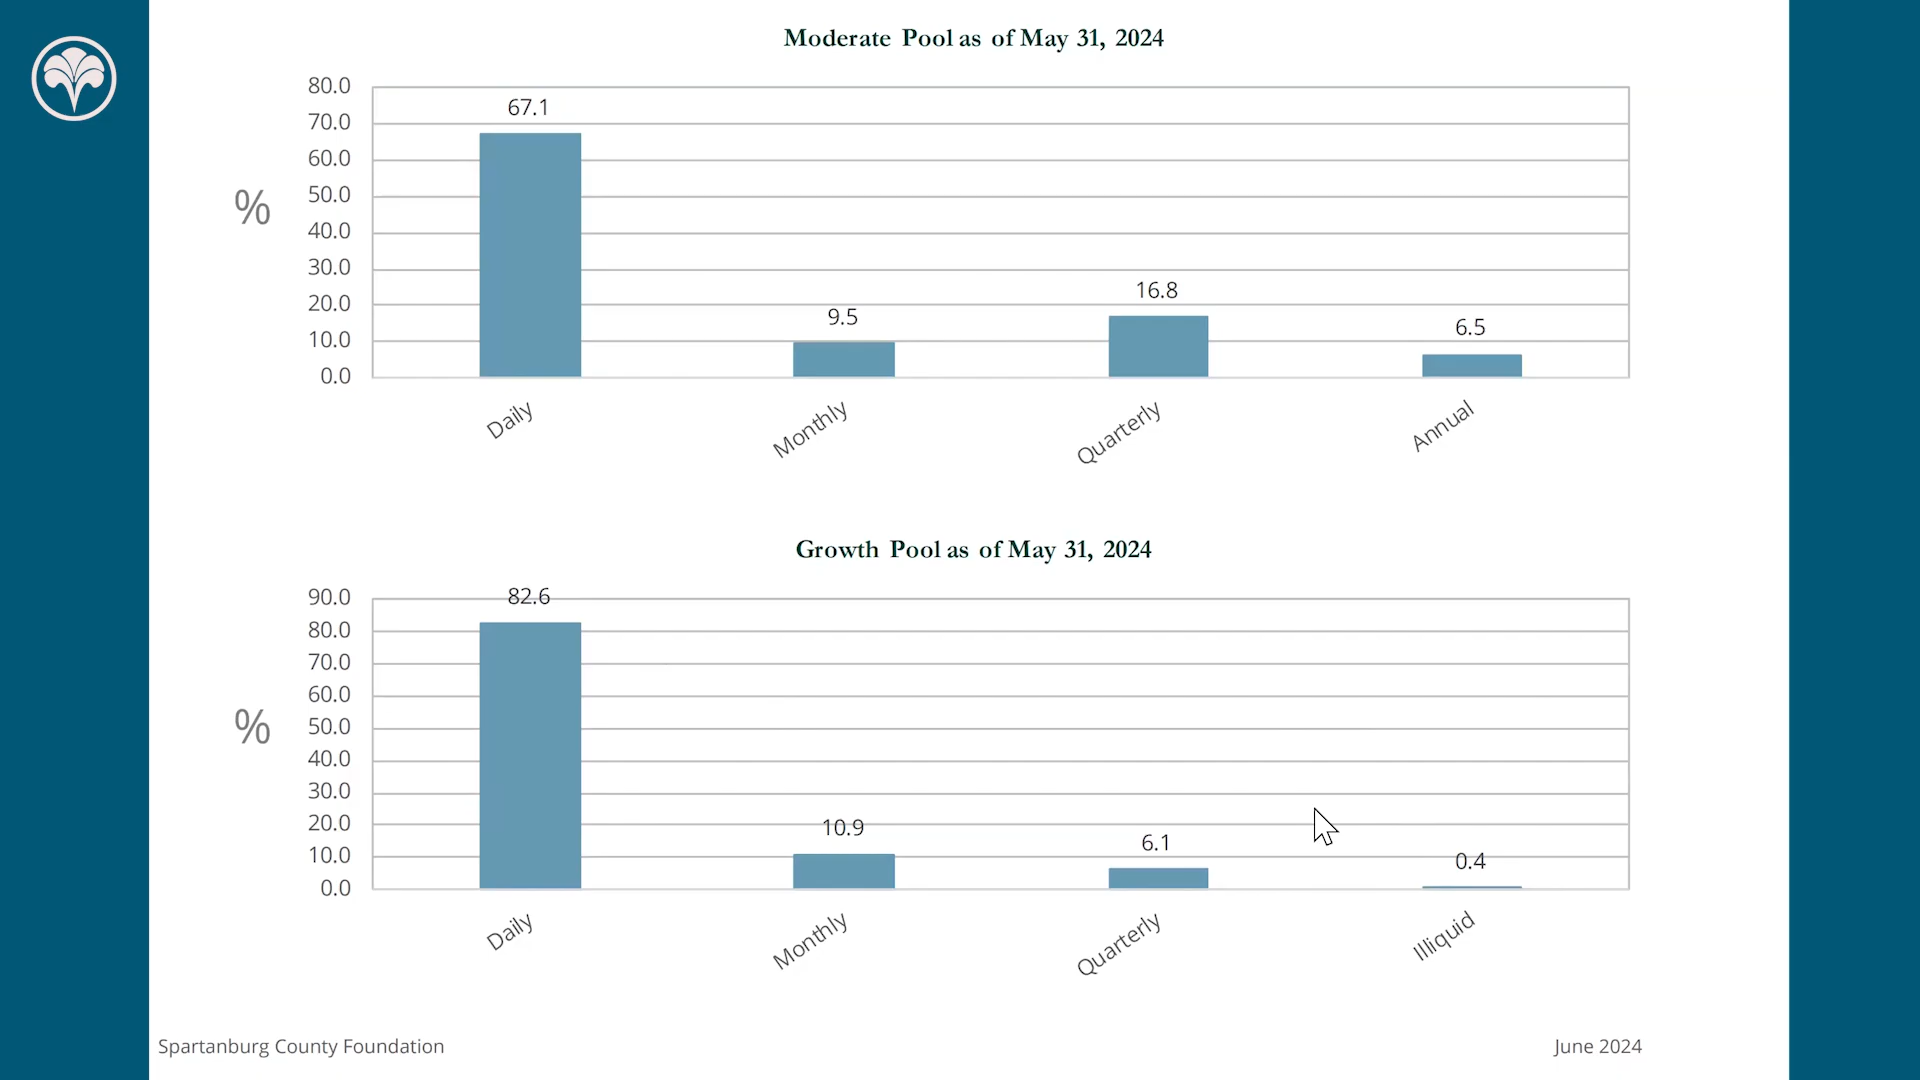 Moderate Pool as of May 31, 2024
80.0
67.1
70.0
60.0
50.0
%
40.0
30.0
16.8
20.0
9.5
6.5
10.0
0.0
Daily
Monthly
Quarterly
Annual
Growth Pool as of May 31, 2024
90.0
82.6
80.0
70.0
60.0
50.0
%
40.0
30.0
20.0
10.9
6.1
10.0
0.4
0.0
Daily
Monthly
Quarterly
Illiquid
Spartanburg County Foundation
June 2024